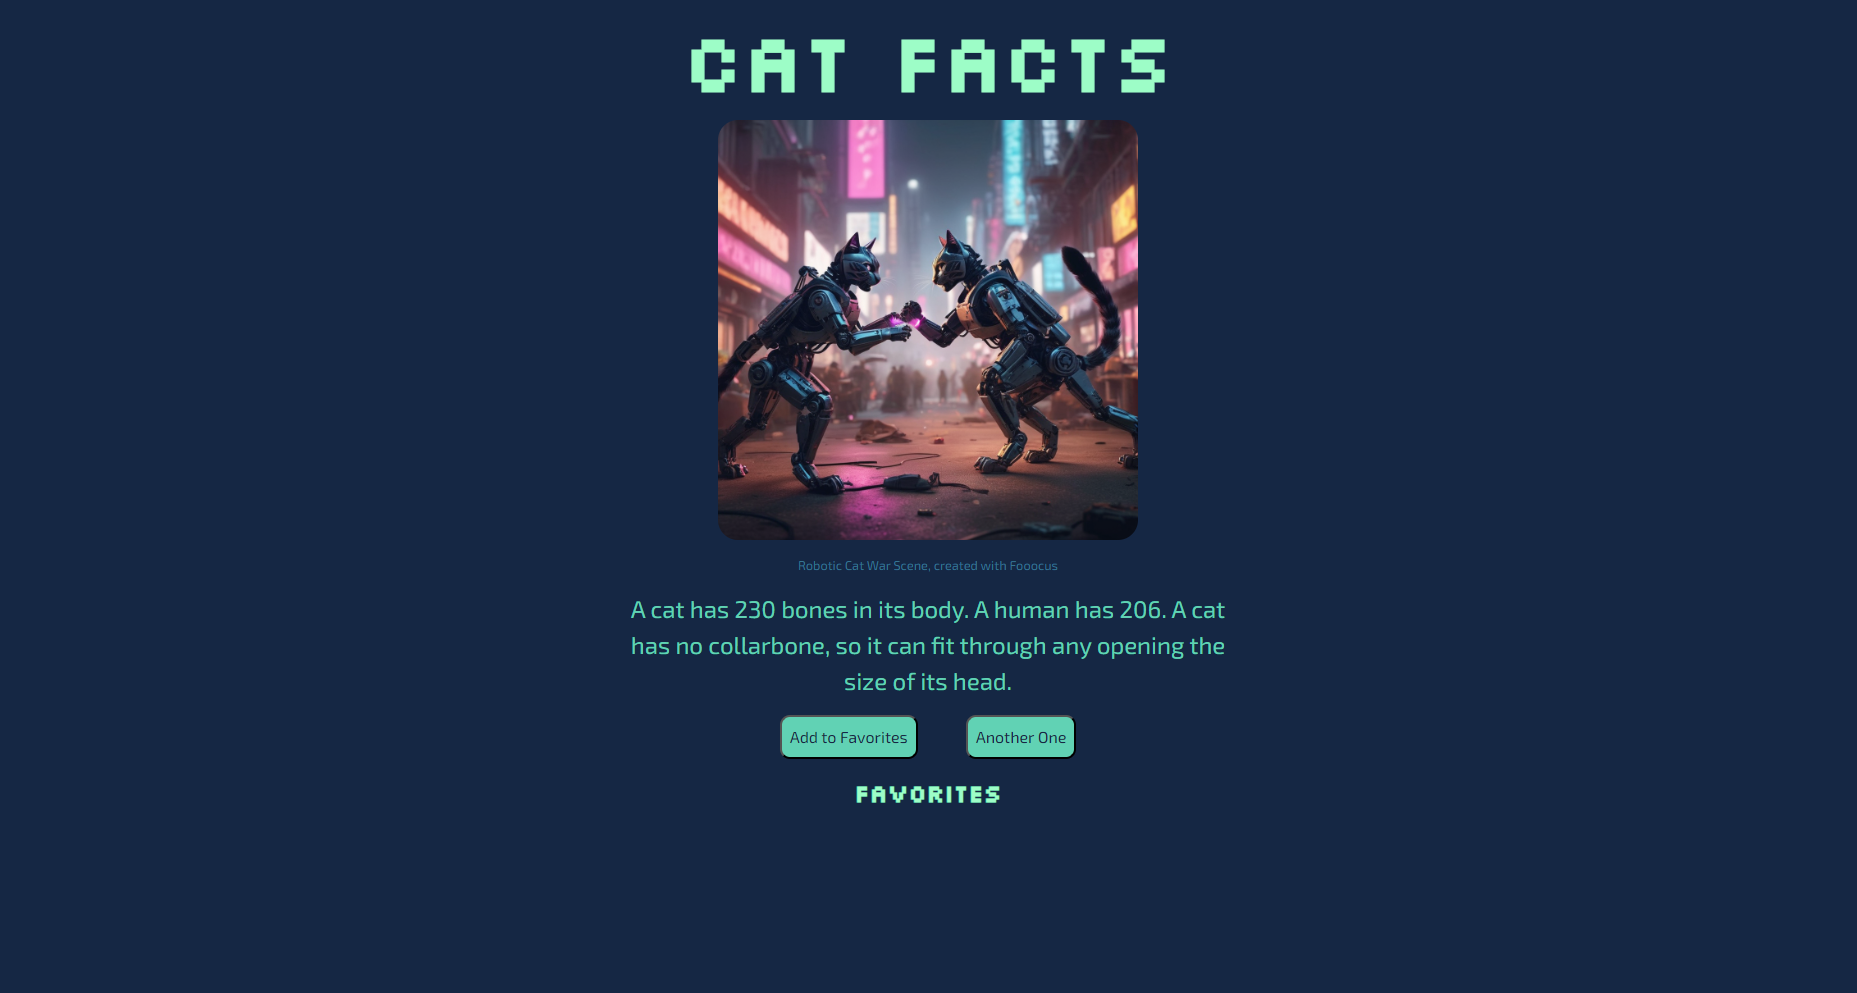 CAT FACTS
Robotic Cat War Scene, created with Fooocus
A cat has 230 bones in its body. A human has 206. A cat
has no collarbone, so it can fit through any opening the
size of its head.
Add to Favorites
Another One
FAVORITES